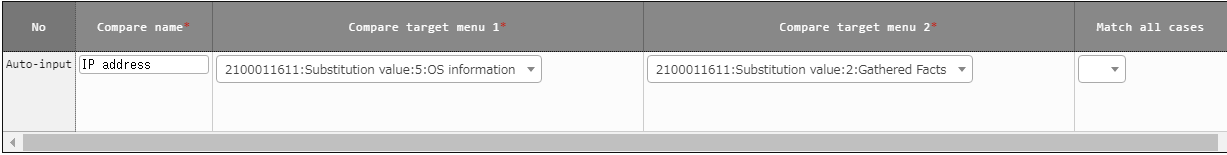 No Compare name* Compare target menu 1* Compare target menu 2* Match all cases
Auto-input IP address 2100011611:Substitution value:5:OS information 2100011611:Substitution value:2:Gathered Facts